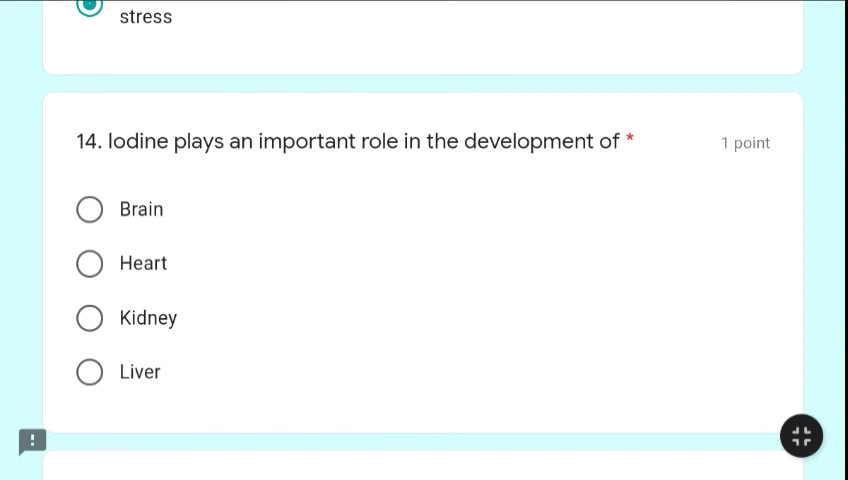 stress
14. Iodine plays an important role in the development of *
1 point
Brain
Heart
Kidney
Liver